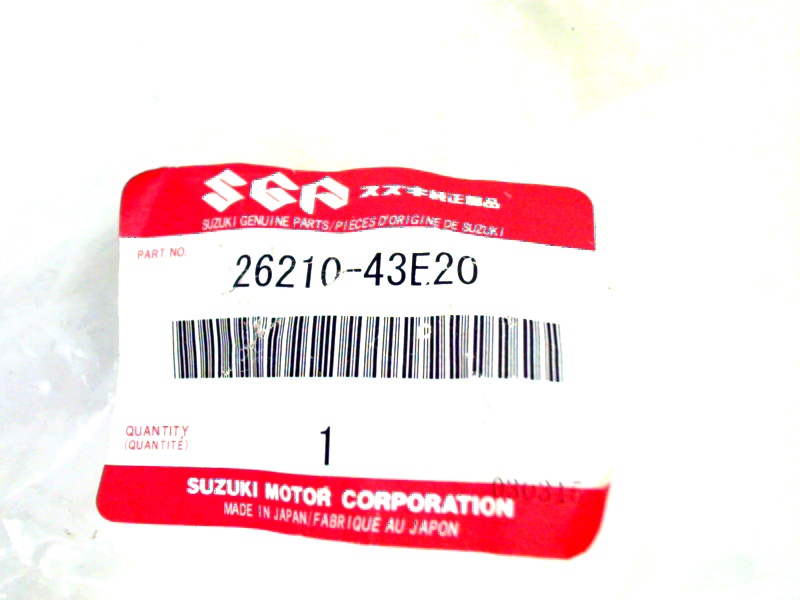 SGP スズキ純正部品
SUZUKI GENUINE PARTS/PIÈCES D'ORIGINE DE SUZUKI
PART NO.
26210-43E20
QUANTITY
(QUANTITÉ)
1
030315
SUZUKI MOTOR CORPORATION
MADE IN JAPAN/FABRIQUÉ AU JAPON